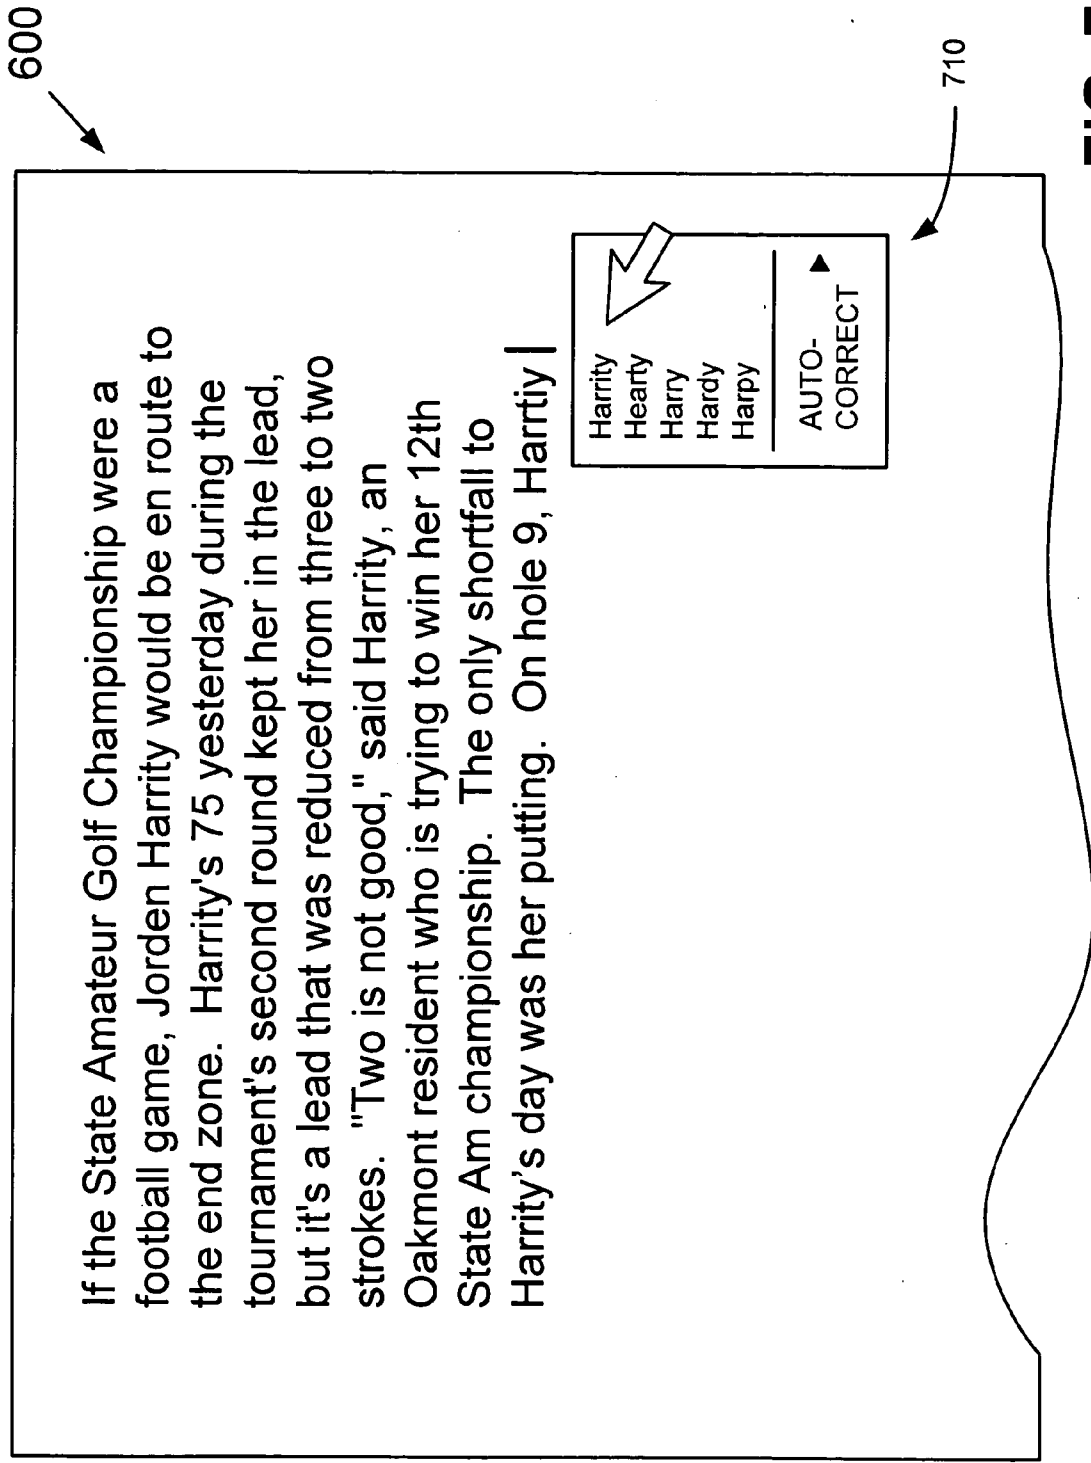 600
If the State Amateur Golf Championship were a
football game, Jorden Harrity would be en route to
the end zone. Harrity's 75 yesterday during the
tournament's second round kept her in the lead,
but it's a lead that was reduced from three to two
strokes. "Two is not good," said Harrity, an
Oakmont resident who is trying to win her 12th
State Am championship. The only shortfall to
Harrity's day was her putting. On hole 9, Harrtiy
Harrity
Hearty
Harry
Hardy
Harpy
AUTO-
CORRECT
710